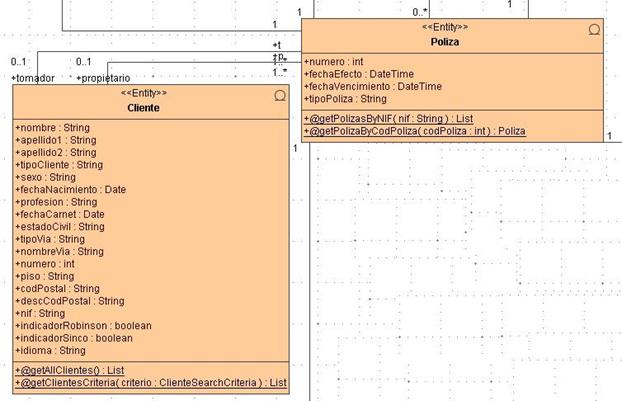 1
1
0..*
1
+t
+p
1..*
1..*
0..1
0..1
+tomador
+propietario
<<Entity>>
Poliza
+numero : int
+fechaEfecto : DateTime
+fechaVencimiento : DateTime
+tipoPoliza : String
+@getPolizasByNIF( nif : String ) : List
+@getPolizaByCodPoliza( codPoliza : int ) : Poliza
1
1
<<Entity>>
Cliente
+nombre : String
+apellido1 : String
+apellido2 : String
+tipoCliente : String
+sexo : String
+fechaNacimiento : Date
+profesion : String
+fechaCarnet : Date
+estadoCivil : String
+tipoVia : String
+nombreVia : String
+numero : int
+piso : String
+codPostal : String
+descCodPostal : String
+nif : String
+indicadorRobinson : boolean
+indicadorSinco : boolean
+idioma : String
+@getAllClientes() : List
+@getClientesCriteria( criterio : ClienteSearchCriteria ) : List